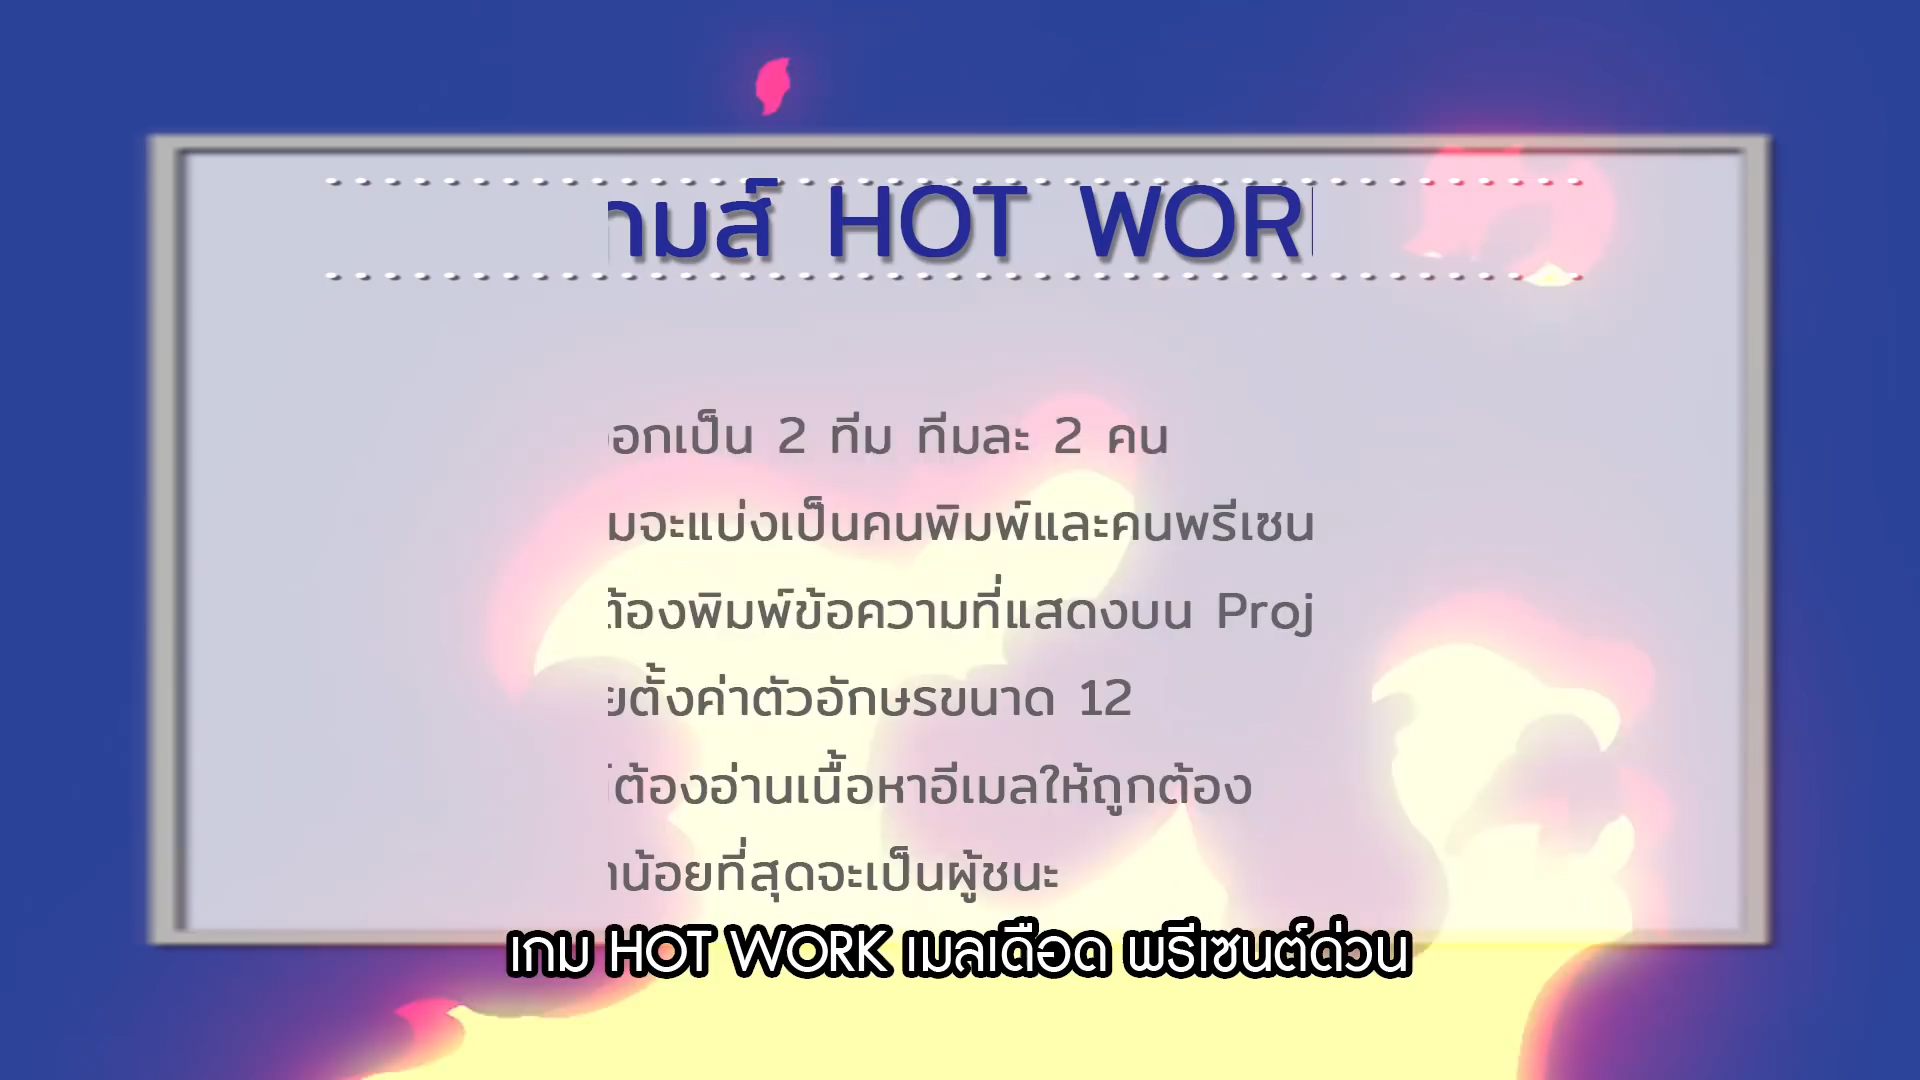 เกมส์ HOT WORK
ออกเป็น 2 ทีม ทีมละ 2 คน
มจะแบ่งเป็นคนพิมพ์และคนพรีเซน
ต้องพิมพ์ข้อความที่แสดงบน Proj
ยตั้งค่าตัวอักษรขนาด 12
ต้องอ่านเนื้อหาอีเมลให้ถูกต้อง
น้อยที่สุดจะเป็นผู้ชนะ
เกม HOT WORK เมลเดือด พรีเซนต์ด่วน